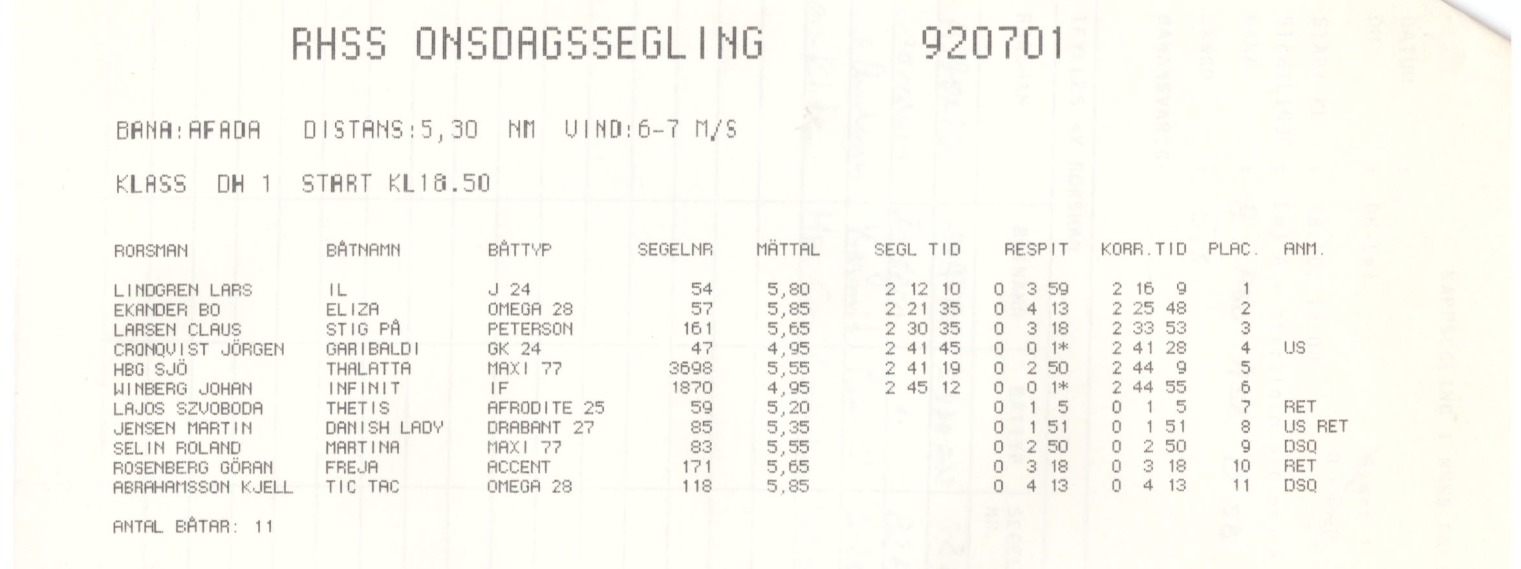 RHSS ONSDAGSSEGLING 920701
BANA:AFADA DISTANS:5,30 NM VIND:6-7 M/S
KLASS DH 1 START KL18.50
RORSMAN BÅTNAMN BÅTTYP SEGELNR MÄTTAL SEGL TID RESPIT KORR.TID PLAC. ANM.
LINDGREN LARS IL J 24 54 5,80 2 12 10 0 3 59 2 16 9 1
EKANDER BO ELIZA OMEGA 28 57 5,85 2 21 35 0 4 13 2 25 48 2
LARSEN CLAUS STIG PÅ PETERSON 161 5,65 2 30 35 0 3 18 2 33 53 3
CRONQVIST JÖRGEN GARIBALDI GK 24 47 4,95 2 41 45 0 0 1* 2 41 28 4 US
HBG SJÖ THALATTA MAXI 77 3698 5,55 2 41 19 0 2 50 2 44 9 5
WINBERG JOHAN INFINIT IF 1870 4,95 2 45 12 0 0 1* 2 44 55 6
LAJOS SZVOBODA THETIS AFRODITE 25 59 5,20 0 1 5 0 1 5 7 RET
JENSEN MARTIN DANISH LADY DRABANT 27 85 5,35 0 1 51 0 1 51 8 US RET
SELIN ROLAND MARTINA MAXI 77 83 5,55 0 2 50 0 2 50 9 DSQ
ROSENBERG GÖRAN FREJA ACCENT 171 5,65 0 3 18 0 3 18 10 RET
ABRAHAMSSON KJELL TIC TAC OMEGA 28 118 5,85 0 4 13 0 4 13 11 DSQ
ANTAL BÅTAR: 11